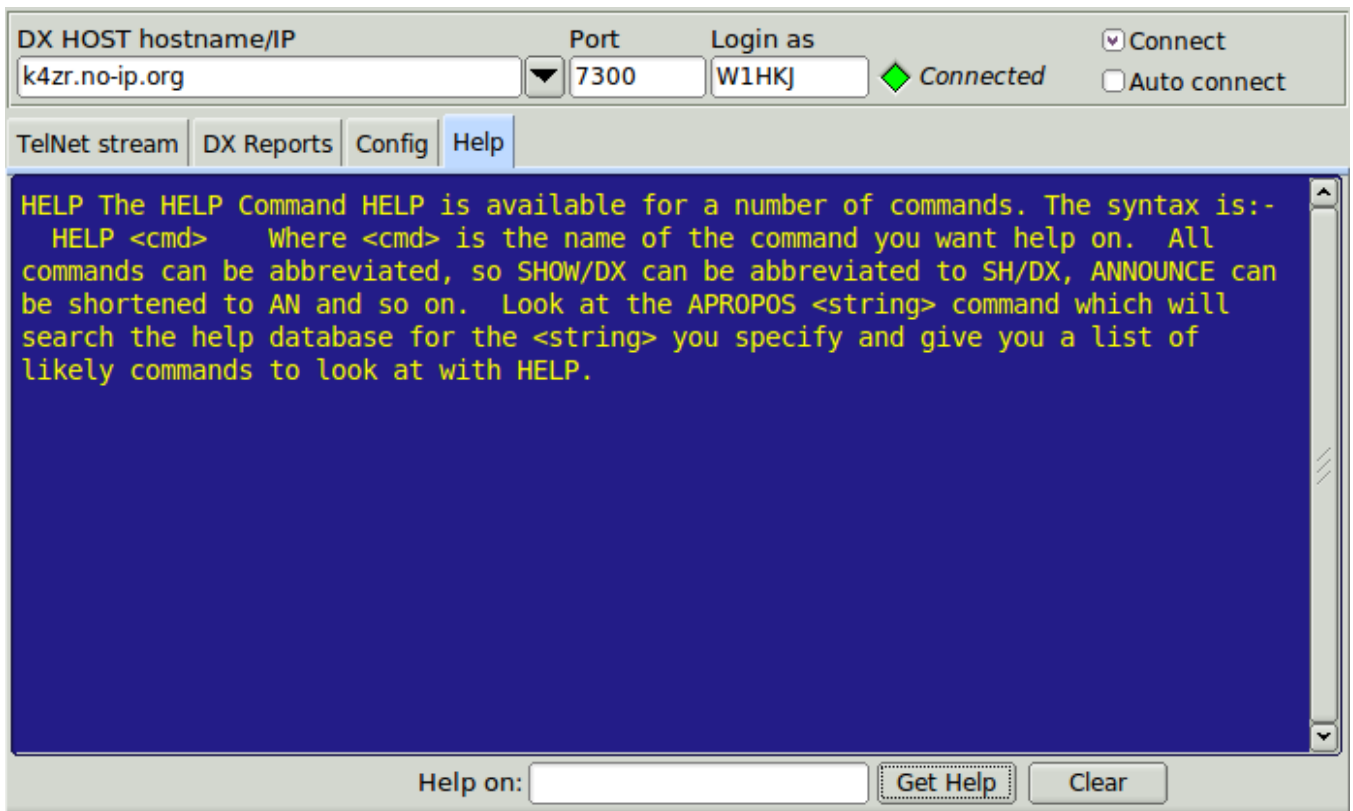 DX HOST hostname/IP Port Login as
k4zr.no-ip.org 7300 W1HKJ Connected
Connect
Auto connect
TelNet stream DX Reports Config Help
HELP The HELP Command HELP is available for a number of commands. The syntax is:-
HELP <cmd> Where <cmd> is the name of the command you want help on. All
commands can be abbreviated, so SHOW/DX can be abbreviated to SH/DX, ANNOUNCE can
be shortened to AN and so on. Look at the APROPOS <string> command which will
search the help database for the <string> you specify and give you a list of
likely commands to look at with HELP.
Help on: Get Help Clear